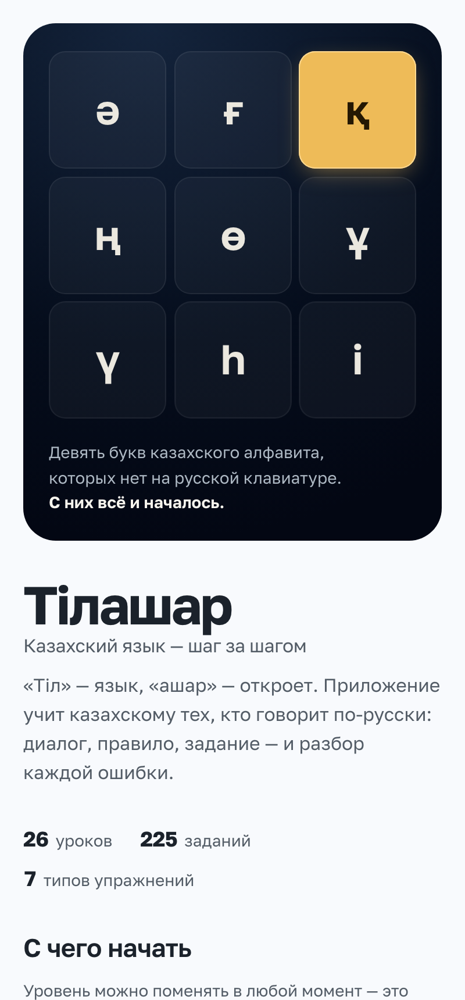 ә ғ қ
ң ө ұ
ү һ і
Девять букв казахского алфавита,
которых нет на русской клавиатуре.
С них всё и началось.
Тілашар
Казахский язык — шаг за шагом
«Тіл» — язык, «ашар» — откроет. Приложение
учит казахскому тех, кто говорит по-русски:
диалог, правило, задание — и разбор
каждой ошибки.
26 уроков 225 заданий
7 типов упражнений
С чего начать
Уровень можно поменять в любой момент — это